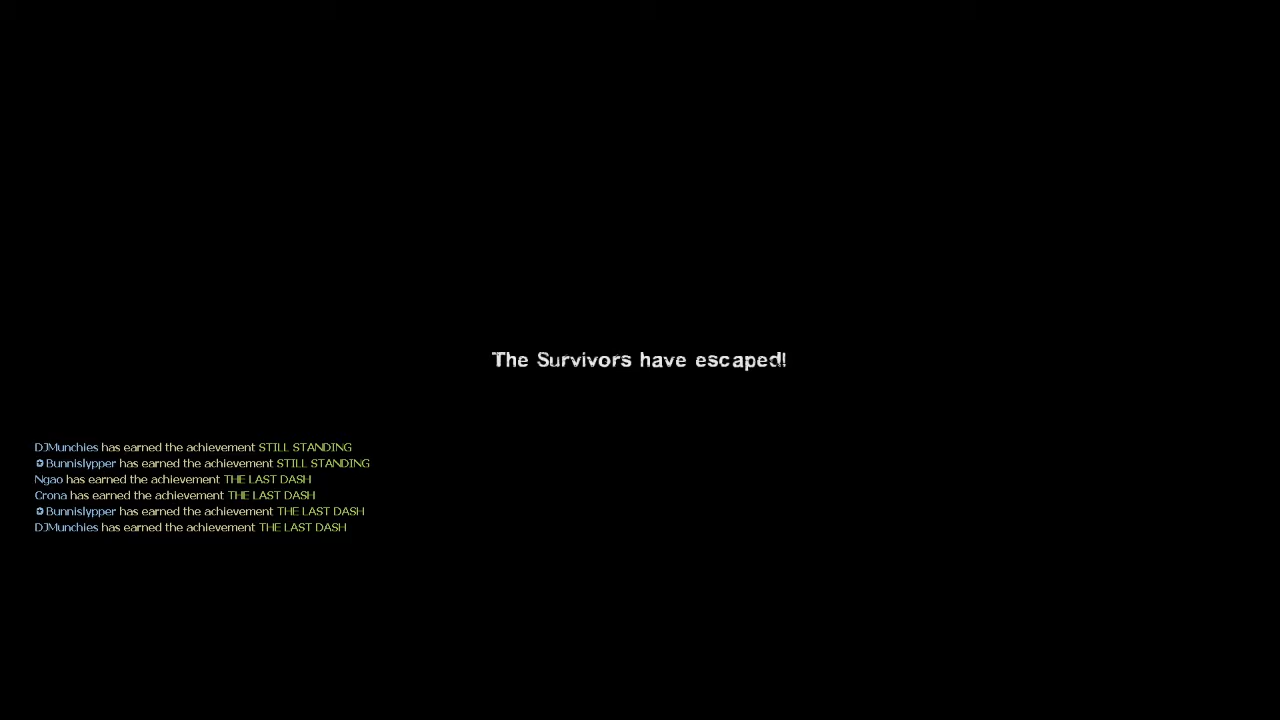 The Survivors have escaped!
DJMunchies has earned the achievement STILL STANDING
Bunnislypper has earned the achievement STILL STANDING
Ngao has earned the achievement THE LAST DASH
Crona has earned the achievement THE LAST DASH
Bunnislypper has earned the achievement THE LAST DASH
DJMunchies has earned the achievement THE LAST DASH